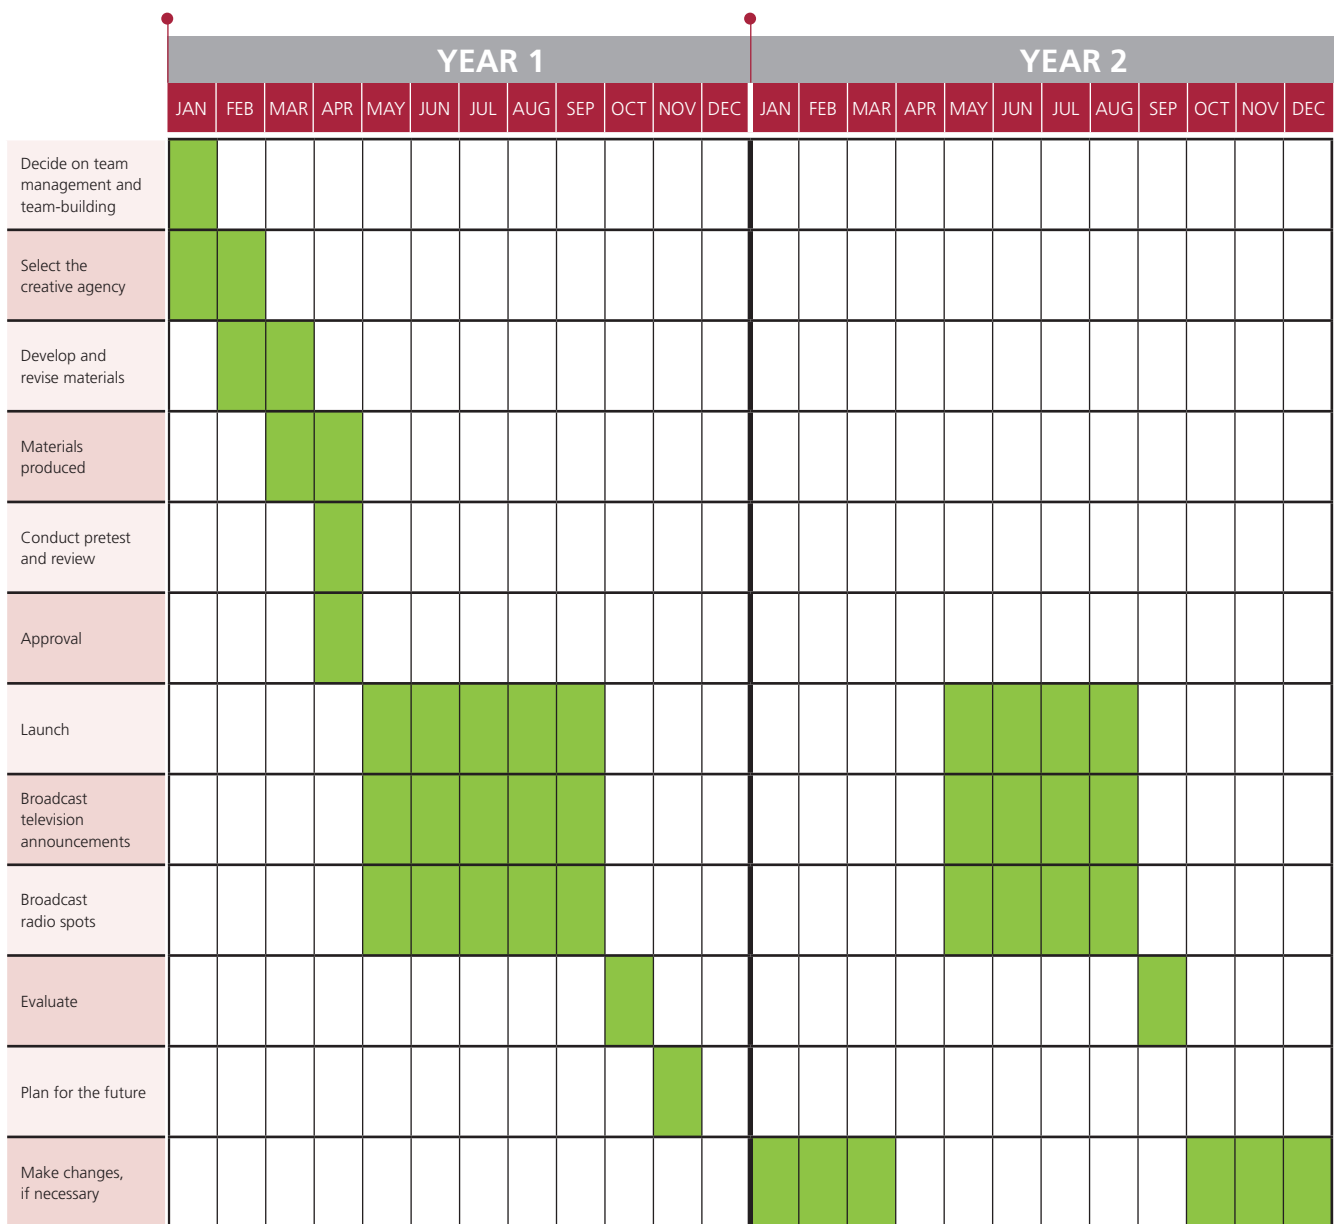 YEAR 1 YEAR 2
JAN FEB MAR APR MAY JUN JUL AUG SEP OCT NOV DEC JAN FEB MAR APR MAY JUN JUL AUG SEP OCT NOV DEC
Decide on team
management and
team-building
Select the
creative agency
Develop and
revise materials
Materials
produced
Conduct pretest
and review
Approval
Launch
Broadcast
television
announcements
Broadcast
radio spots
Evaluate
Plan for the future
Make changes,
if necessary